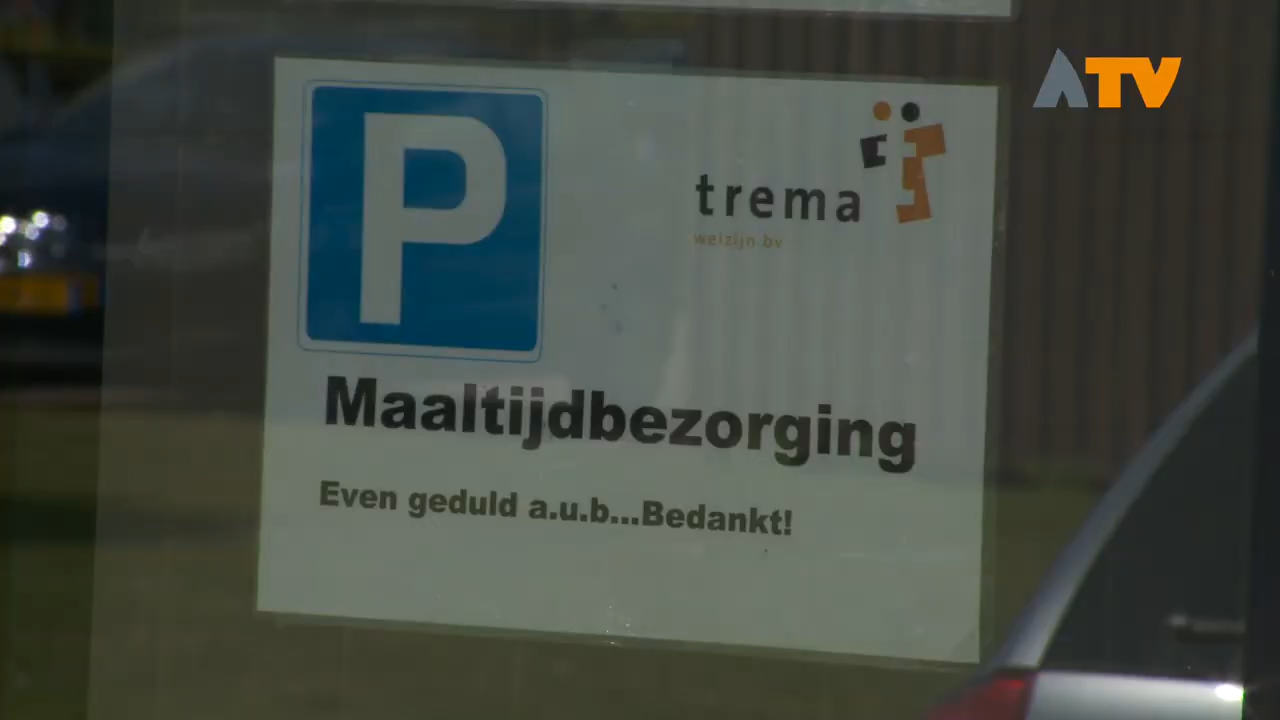 ATV
P
trema
welzijn bv
Maaltijdbezorging
Even geduld a.u.b...Bedankt!